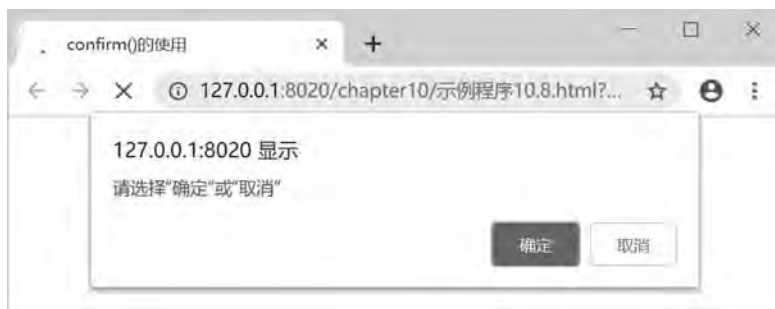 confirm()的使用
127.0.0.1:8020/chapter10/示例程序10.8.html?...
127.0.0.1:8020 显示
请选择“确定”或“取消”
确定 取消